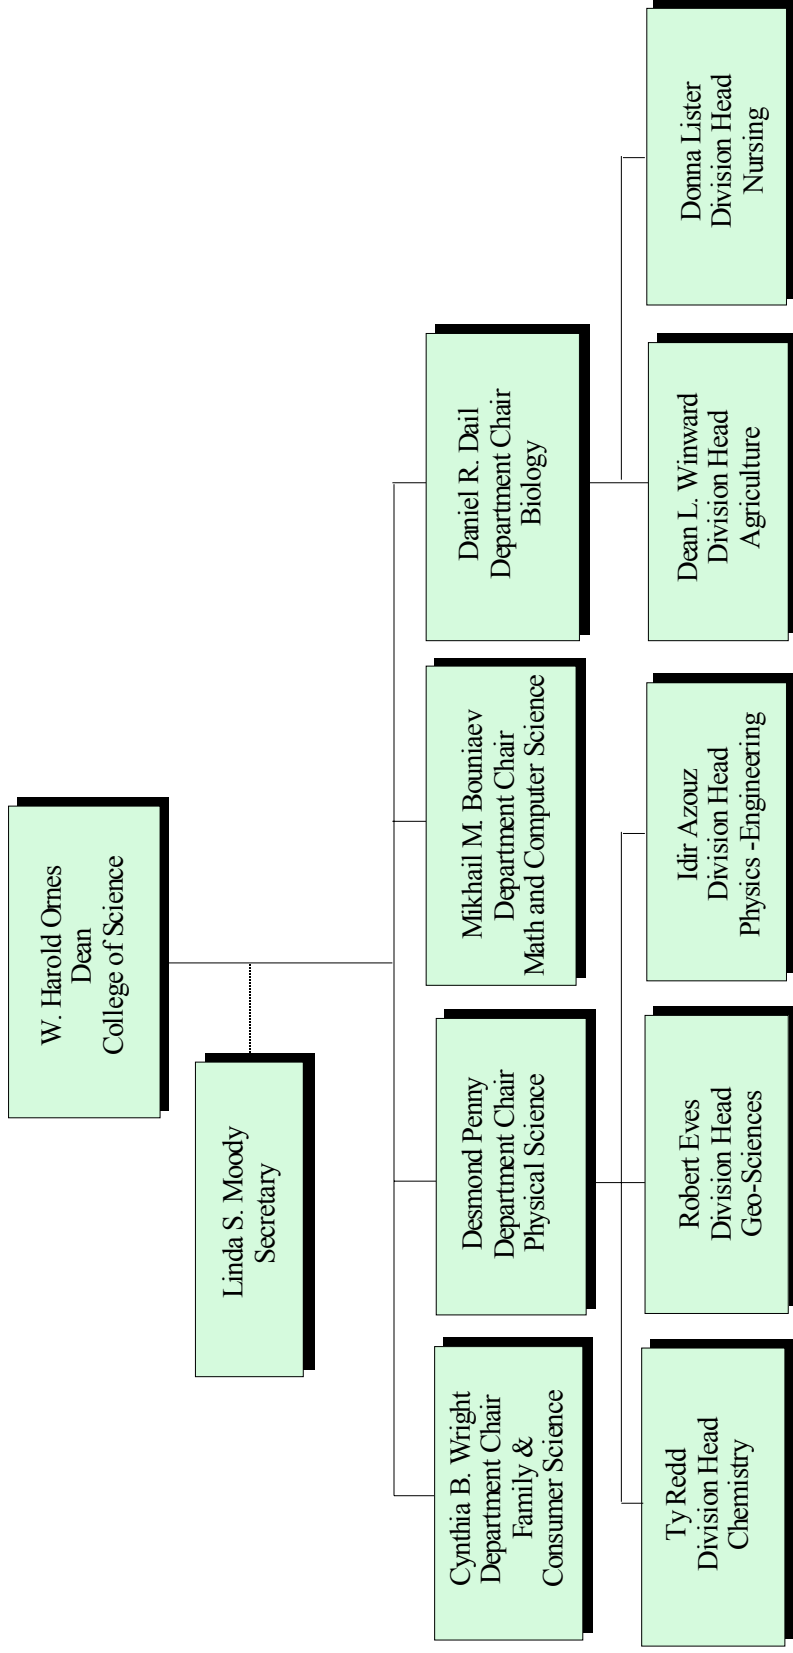 W. Harold Ornes
Dean
College of Science
Linda S. Moody
Secretary
Cynthia B. Wright
Department Chair
Family &
Consumer Science
Desmond Penny
Department Chair
Physical Science
Mikhail M. Bouniaev
Department Chair
Math and Computer Science
Daniel R. Dail
Department Chair
Biology
Ty Redd
Division Head
Chemistry
Robert Eves
Division Head
Geo-Sciences
Idir Azouz
Division Head
Physics -Engineering
Dean L. Winward
Division Head
Agriculture
Donna Lister
Division Head
Nursing